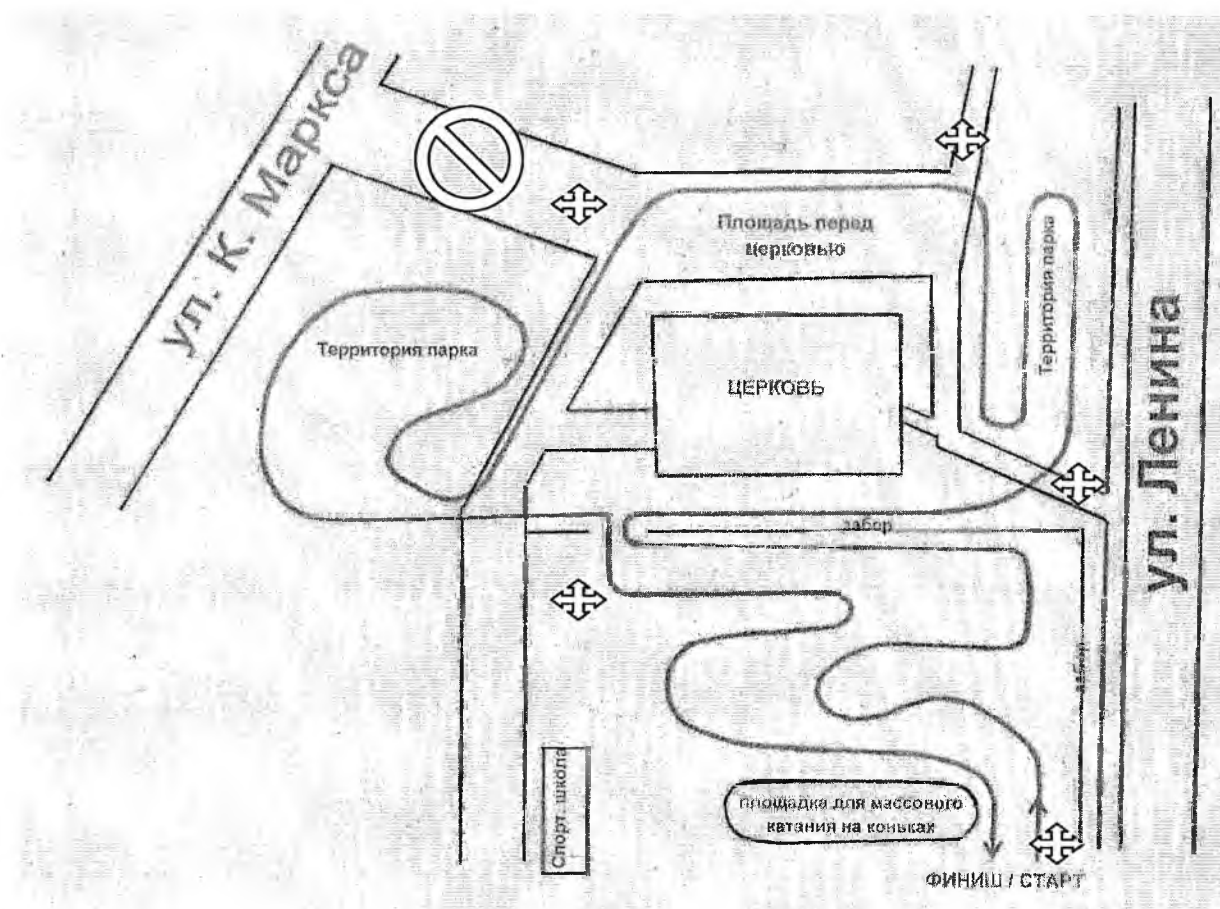 ул. К. Маркса
Площадь перед
церковью
Территория парка
Территория парка
ЦЕРКОВЬ
ул. Ленина
забор
забор
Спорт. школа
площадка для массового
катания на коньках
ФИНИШ / СТАРТ